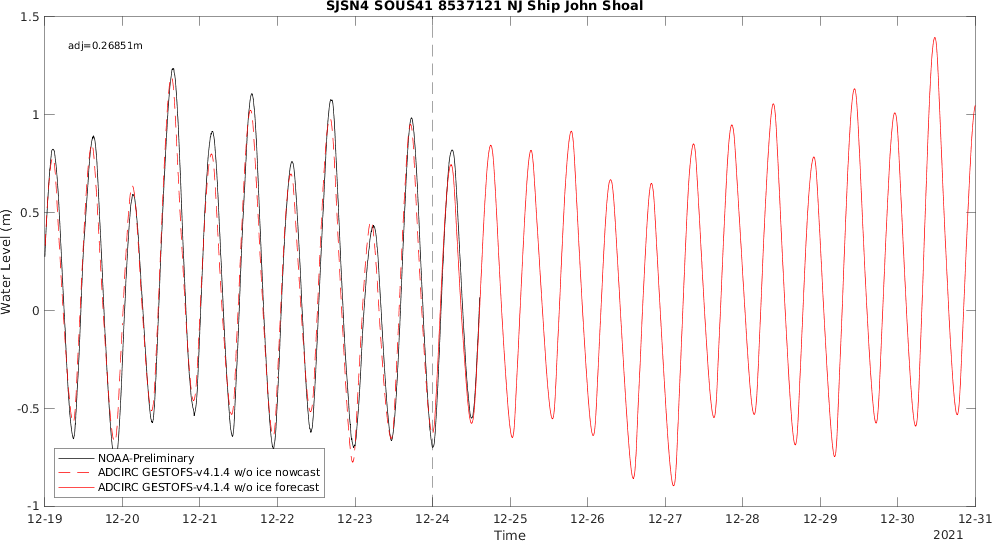 SJSN4 SOUS41 8537121 NJ Ship John Shoal
adj=0.26851m
1.5
1
0.5
0
-0.5
-1
Water Level (m)
NOAA-Preliminary
ADCIRC GESTOFS-v4.1.4 w/o ice nowcast
ADCIRC GESTOFS-v4.1.4 w/o ice forecast
12-19 12-20 12-21 12-22 12-23 12-24 12-25 12-26 12-27 12-28 12-29 12-30 12-31
Time
2021